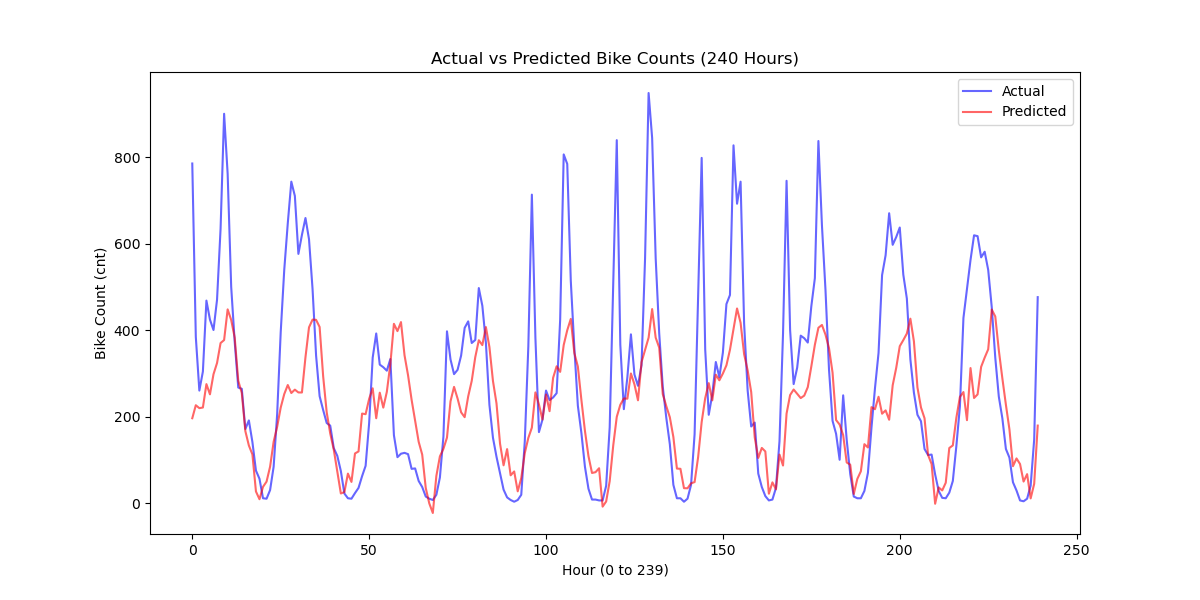 Actual vs Predicted Bike Counts (240 Hours)
Actual
Predicted
800
600
400
200
0
Bike Count (cnt)
0 50 100 150 200 250
Hour (0 to 239)